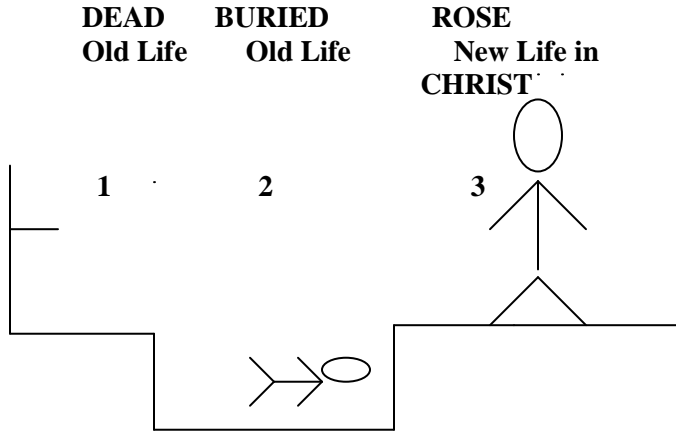 DEAD BURIED ROSE
Old Life Old Life New Life in
CHRIST
1 2 3